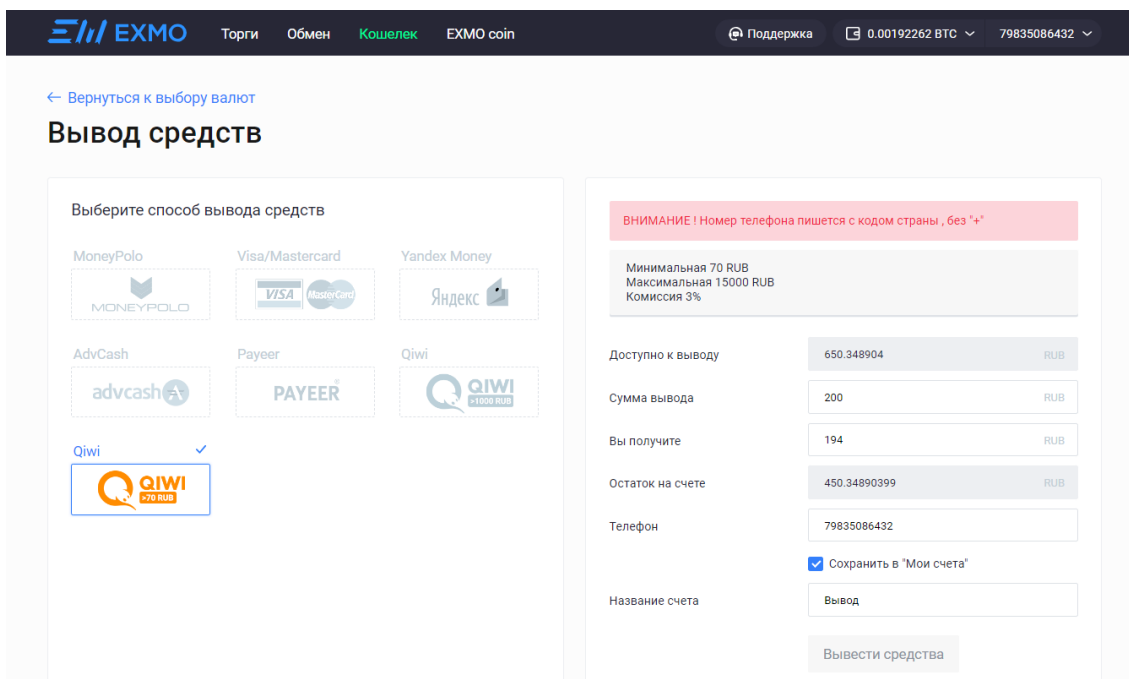 EXMO Торги Обмен Кошелек EXMO coin Поддержка 0.00192262 BTC 79835086432
← Вернуться к выбору валют
Вывод средств
Выберите способ вывода средств
MoneyPolo Visa/Mastercard Yandex Money
MONEYPOLO VISA MasterCard Яндекс
AdvCash Payeer Qiwi
advcash PAYEER QIWI >1000 RUB
Qiwi
QIWI >70 RUB
ВНИМАНИЕ ! Номер телефона пишется с кодом страны , без "+"
Минимальная 70 RUB
Максимальная 15000 RUB
Комиссия 3%
Доступно к выводу 650.348904 RUB
Сумма вывода 200 RUB
Вы получите 194 RUB
Остаток на счете 450.34890399 RUB
Телефон 79835086432
Сохранить в "Мои счета"
Название счета Вывод
Вывести средства